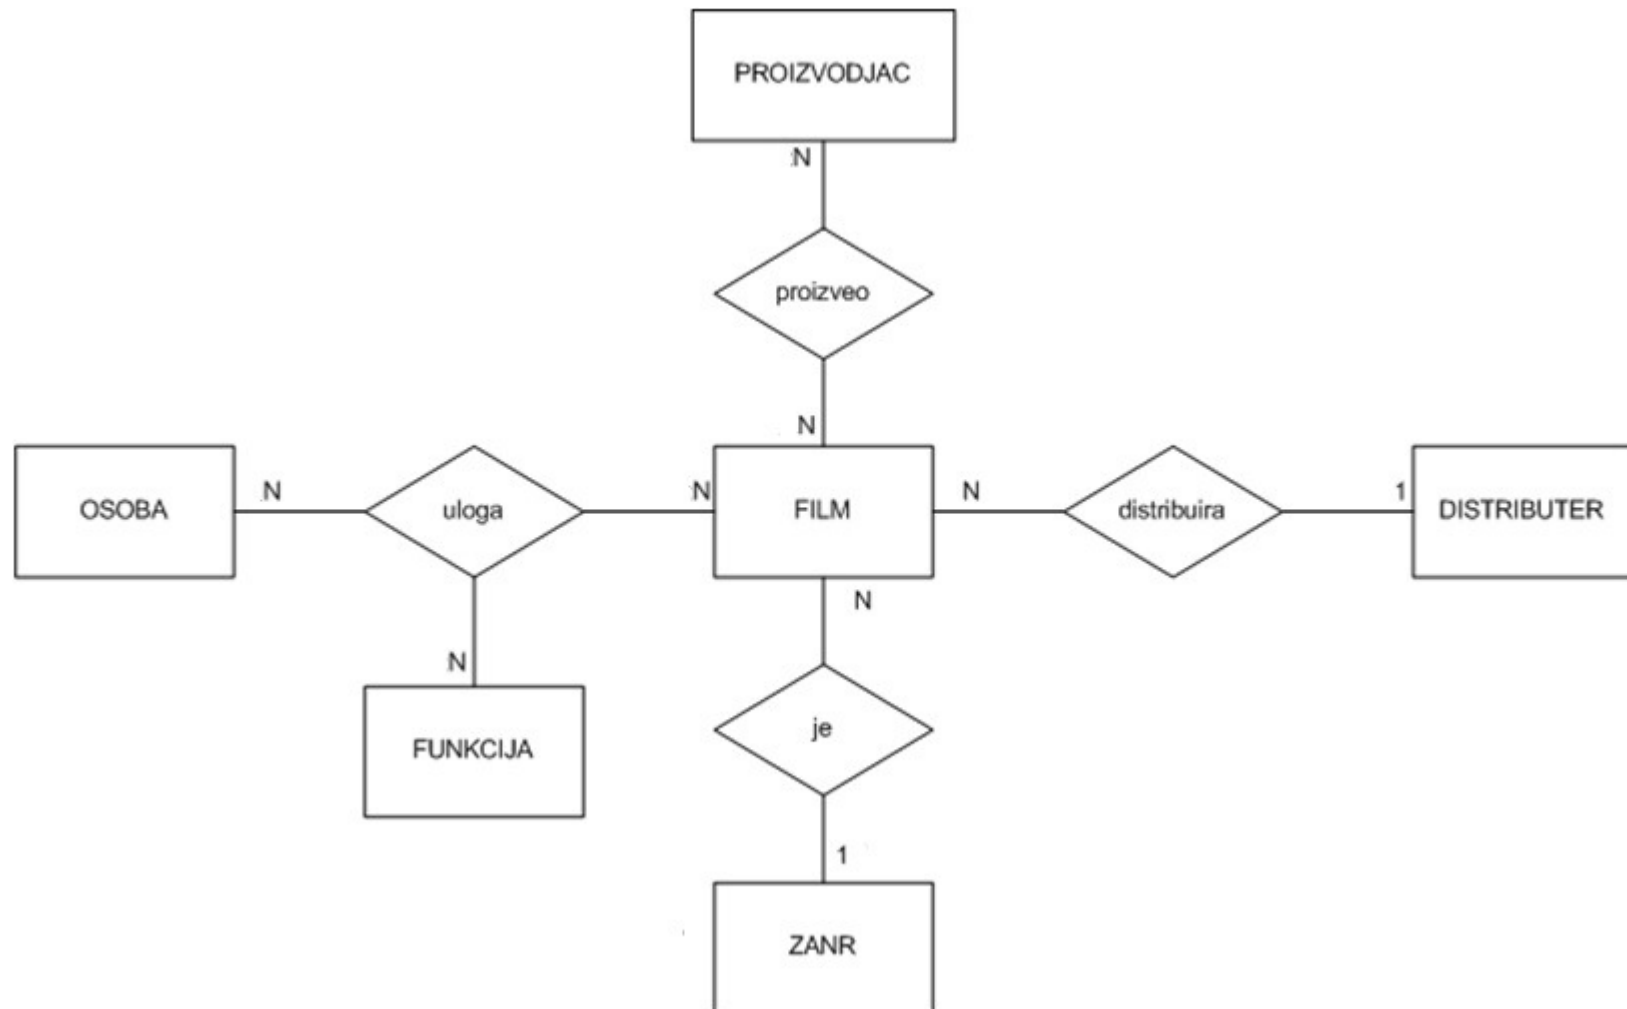 PROIZVODJAC
N
proizveo
N
OSOBA
N
uloga
N
FILM
N
distribuira
1
DISTRIBUTER
N
N
FUNKCIJA
je
1
ZANR